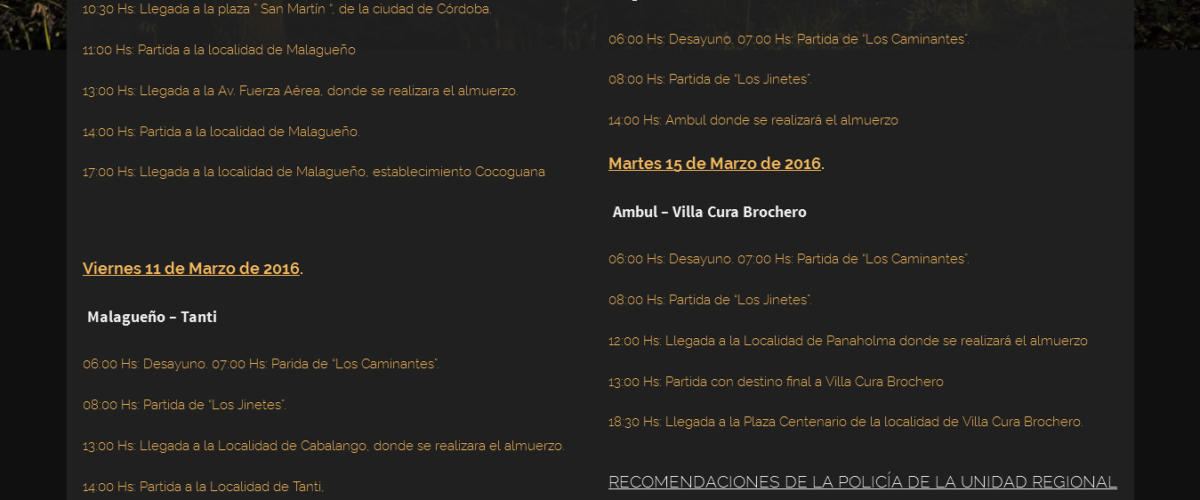 10:30 Hs: Llegada a la plaza " San Martín ", de la ciudad de Córdoba.
11:00 Hs: Partida a la localidad de Malagueño
13:00 Hs: Llegada a la Av. Fuerza Aérea, donde se realizara el almuerzo.
14:00 Hs: Partida a la localidad de Malagueño.
17:00 Hs: Llegada a la localidad de Malagueño, establecimiento Cocoguana
Viernes 11 de Marzo de 2016.
Malagueño – Tanti
06:00 Hs: Desayuno. 07:00 Hs: Parida de "Los Caminantes".
08:00 Hs: Partida de "Los Jinetes".
13:00 Hs: Llegada a la Localidad de Cabalango, donde se realizara el almuerzo.
14:00 Hs: Partida a la Localidad de Tanti,
06:00 Hs: Desayuno. 07:00 Hs: Partida de "Los Caminantes".
08:00 Hs: Partida de "Los Jinetes".
14:00 Hs: Ambul donde se realizará el almuerzo
Martes 15 de Marzo de 2016.
Ambul – Villa Cura Brochero
06:00 Hs: Desayuno. 07:00 Hs: Partida de "Los Caminantes".
08:00 Hs: Partida de "Los Jinetes".
12:00 Hs: Llegada a la Localidad de Panaholma donde se realizará el almuerzo
13:00 Hs: Partida con destino final a Villa Cura Brochero
18:30 Hs: Llegada a la Plaza Centenario de la localidad de Villa Cura Brochero.
RECOMENDACIONES DE LA POLICÍA DE LA UNIDAD REGIONAL